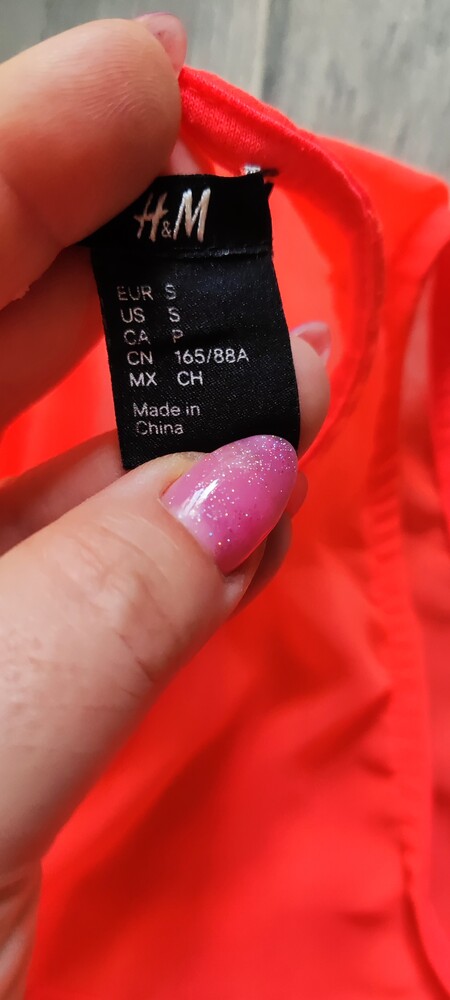 H&M
EUR S
US S
CA P
CN 165/88A
MX CH
Made in
China